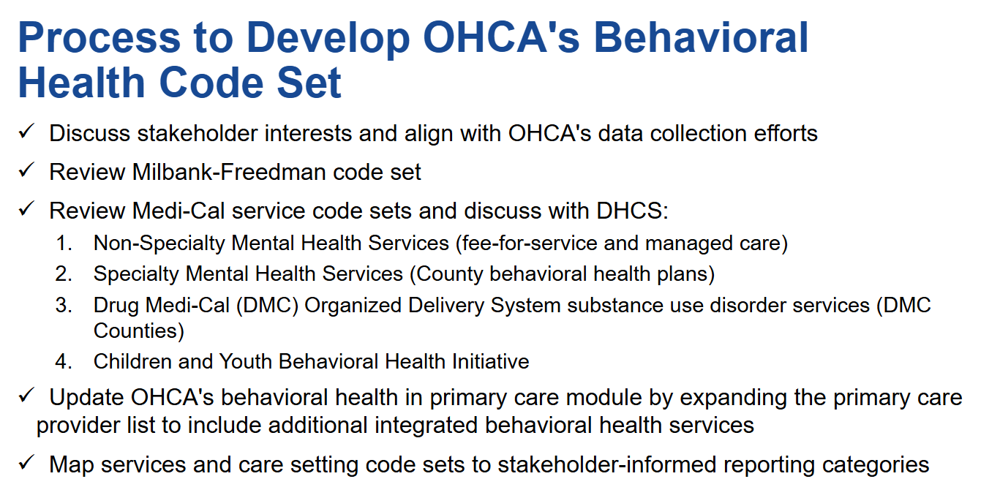 Process to Develop OHCA's Behavioral
Health Code Set
✓ Discuss stakeholder interests and align with OHCA's data collection efforts
✓ Review Milbank-Freedman code set
✓ Review Medi-Cal service code sets and discuss with DHCS:
1. Non-Specialty Mental Health Services (fee-for-service and managed care)
2. Specialty Mental Health Services (County behavioral health plans)
3. Drug Medi-Cal (DMC) Organized Delivery System substance use disorder services (DMC
Counties)
4. Children and Youth Behavioral Health Initiative
✓ Update OHCA's behavioral health in primary care module by expanding the primary care
provider list to include additional integrated behavioral health services
✓ Map services and care setting code sets to stakeholder-informed reporting categories